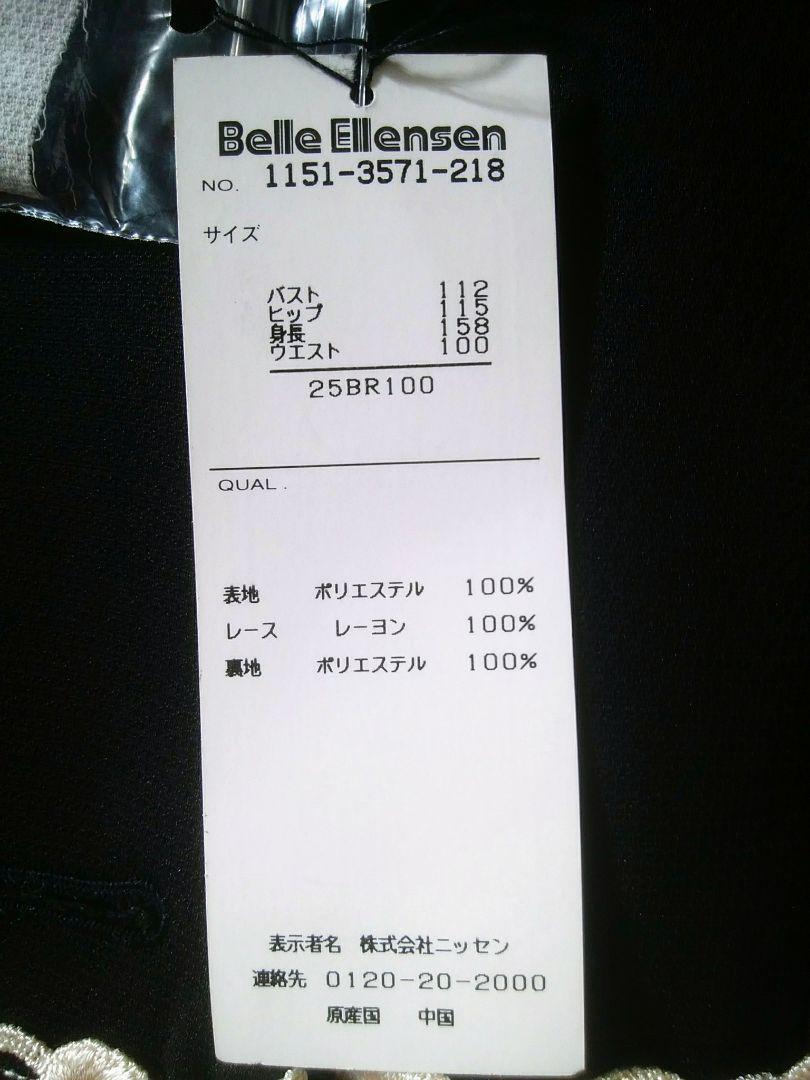 Belle Ellensen
NO. 1151-3571-218
サイズ
バスト 112
ヒップ 115
身長 158
ウエスト 100
25BR100
QUAL.
表地 ポリエステル 100%
レース レーヨン 100%
裏地 ポリエステル 100%
表示者名 株式会社ニッセン
連絡先 0120-20-2000
原産国 中国